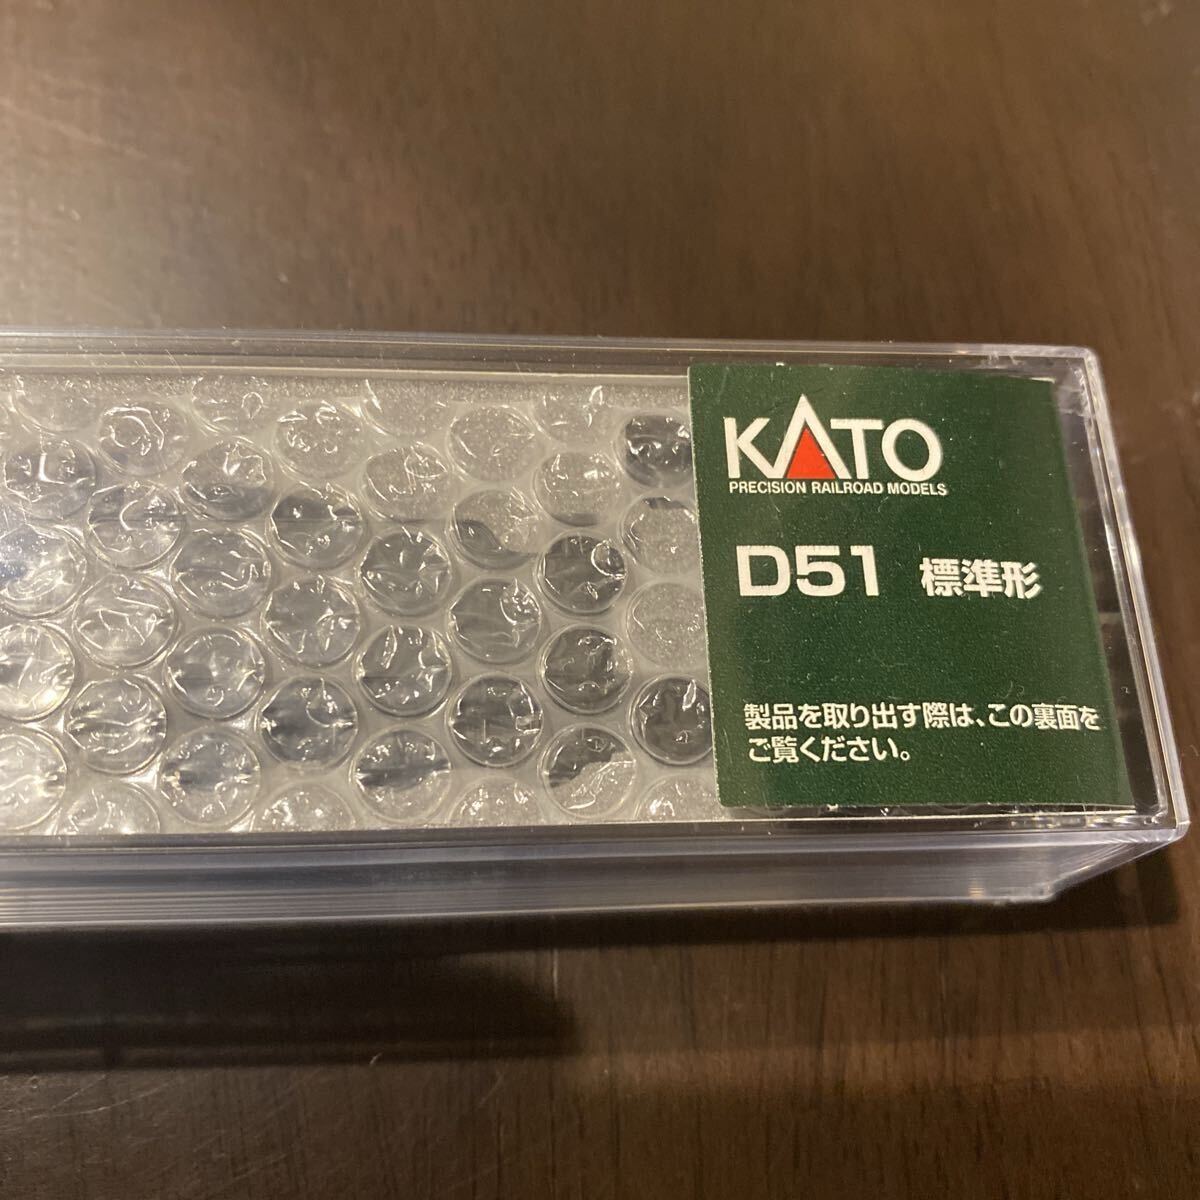 KATO
PRECISION RAILROAD MODELS
D51 標準形
製品を取り出す際は、この裏面を
ご覧ください。